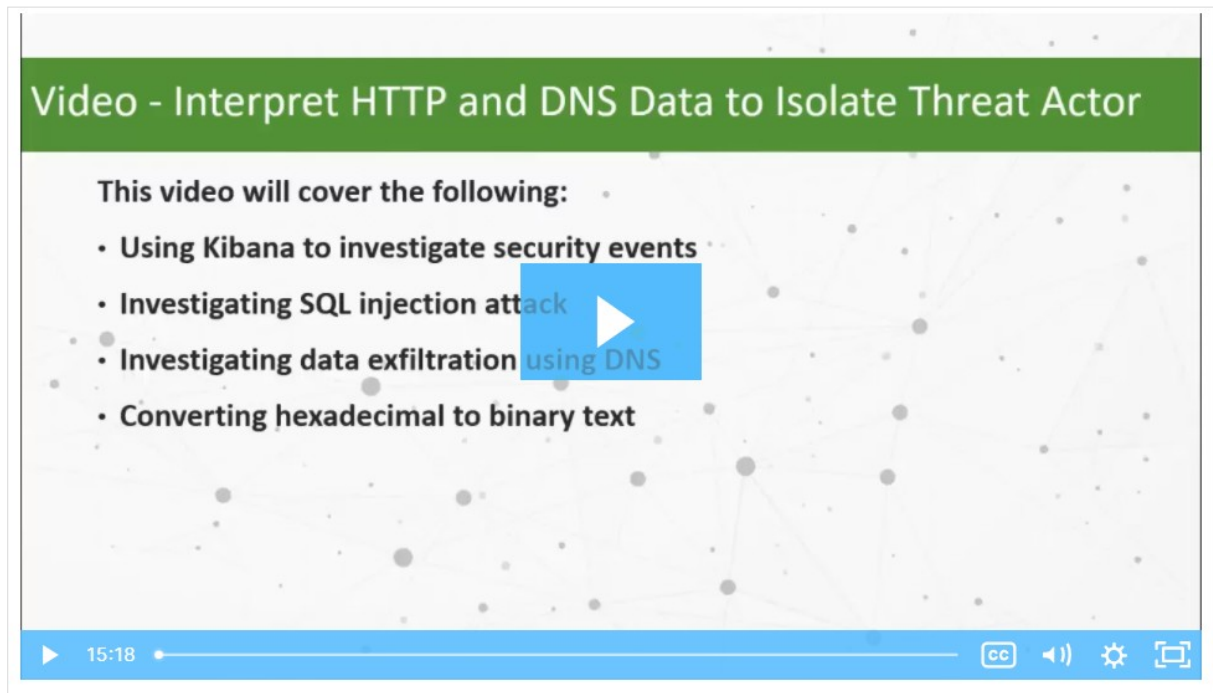 Video - Interpret HTTP and DNS Data to Isolate Threat Actor
This video will cover the following:
• Using Kibana to investigate security events
• Investigating SQL injection attack
• Investigating data exfiltration using DNS
• Converting hexadecimal to binary text
15:18
CC